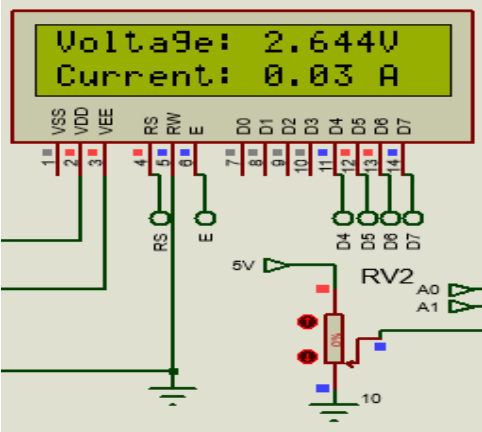 Voltage: 2.644V
Current: 0.03 A
VSS VDD VEE RS RW E D0 D1 D2 D3 D4 D5 D6 D7
1 2 3 4 5 6 7 8 9 10 11 12 13 14
RS E D4 D5 D6 D7
5V RV2
A0
A1
0%
10